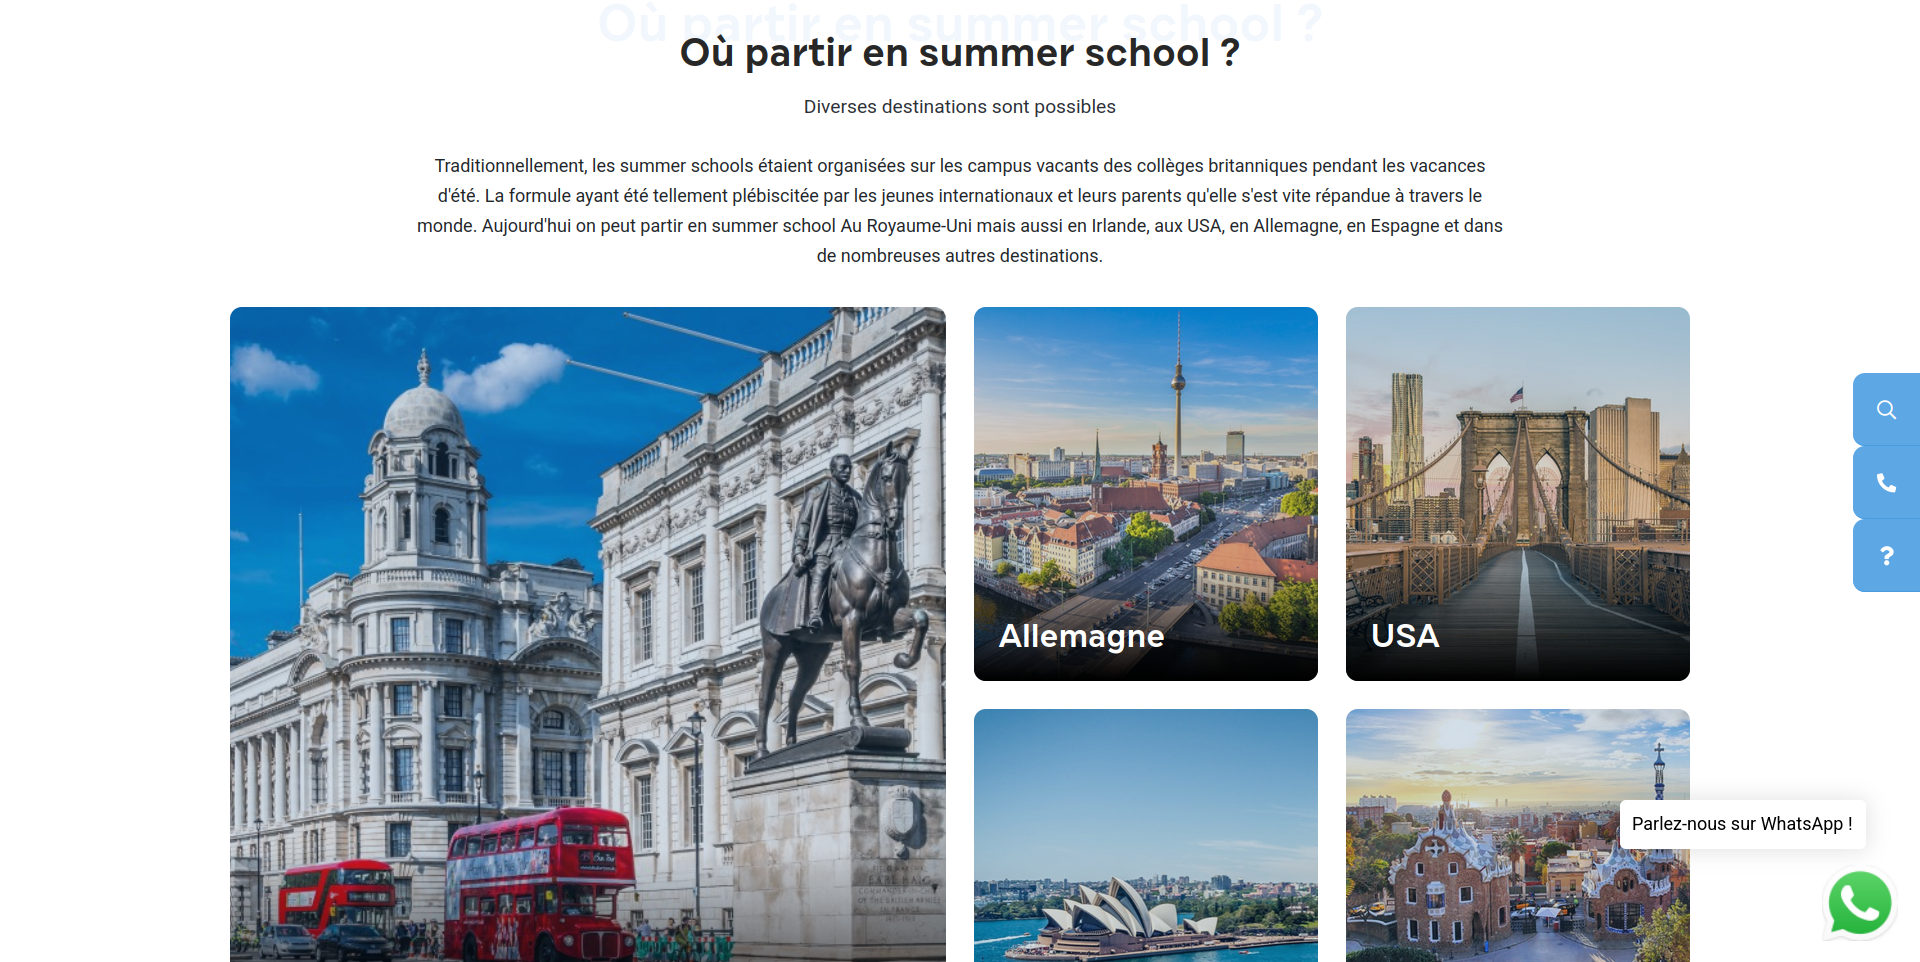 Où partir en summer school ?
Où partir en summer school ?
Diverses destinations sont possibles
Traditionnellement, les summer schools étaient organisées sur les campus vacants des collèges britanniques pendant les vacances
d'été. La formule ayant été tellement plébiscitée par les jeunes internationaux et leurs parents qu'elle s'est vite répandue à travers le
monde. Aujourd'hui on peut partir en summer school Au Royaume-Uni mais aussi en Irlande, aux USA, en Allemagne, en Espagne et dans
de nombreuses autres destinations.
Allemagne
USA
EARL HAIG
Parlez-nous sur WhatsApp !